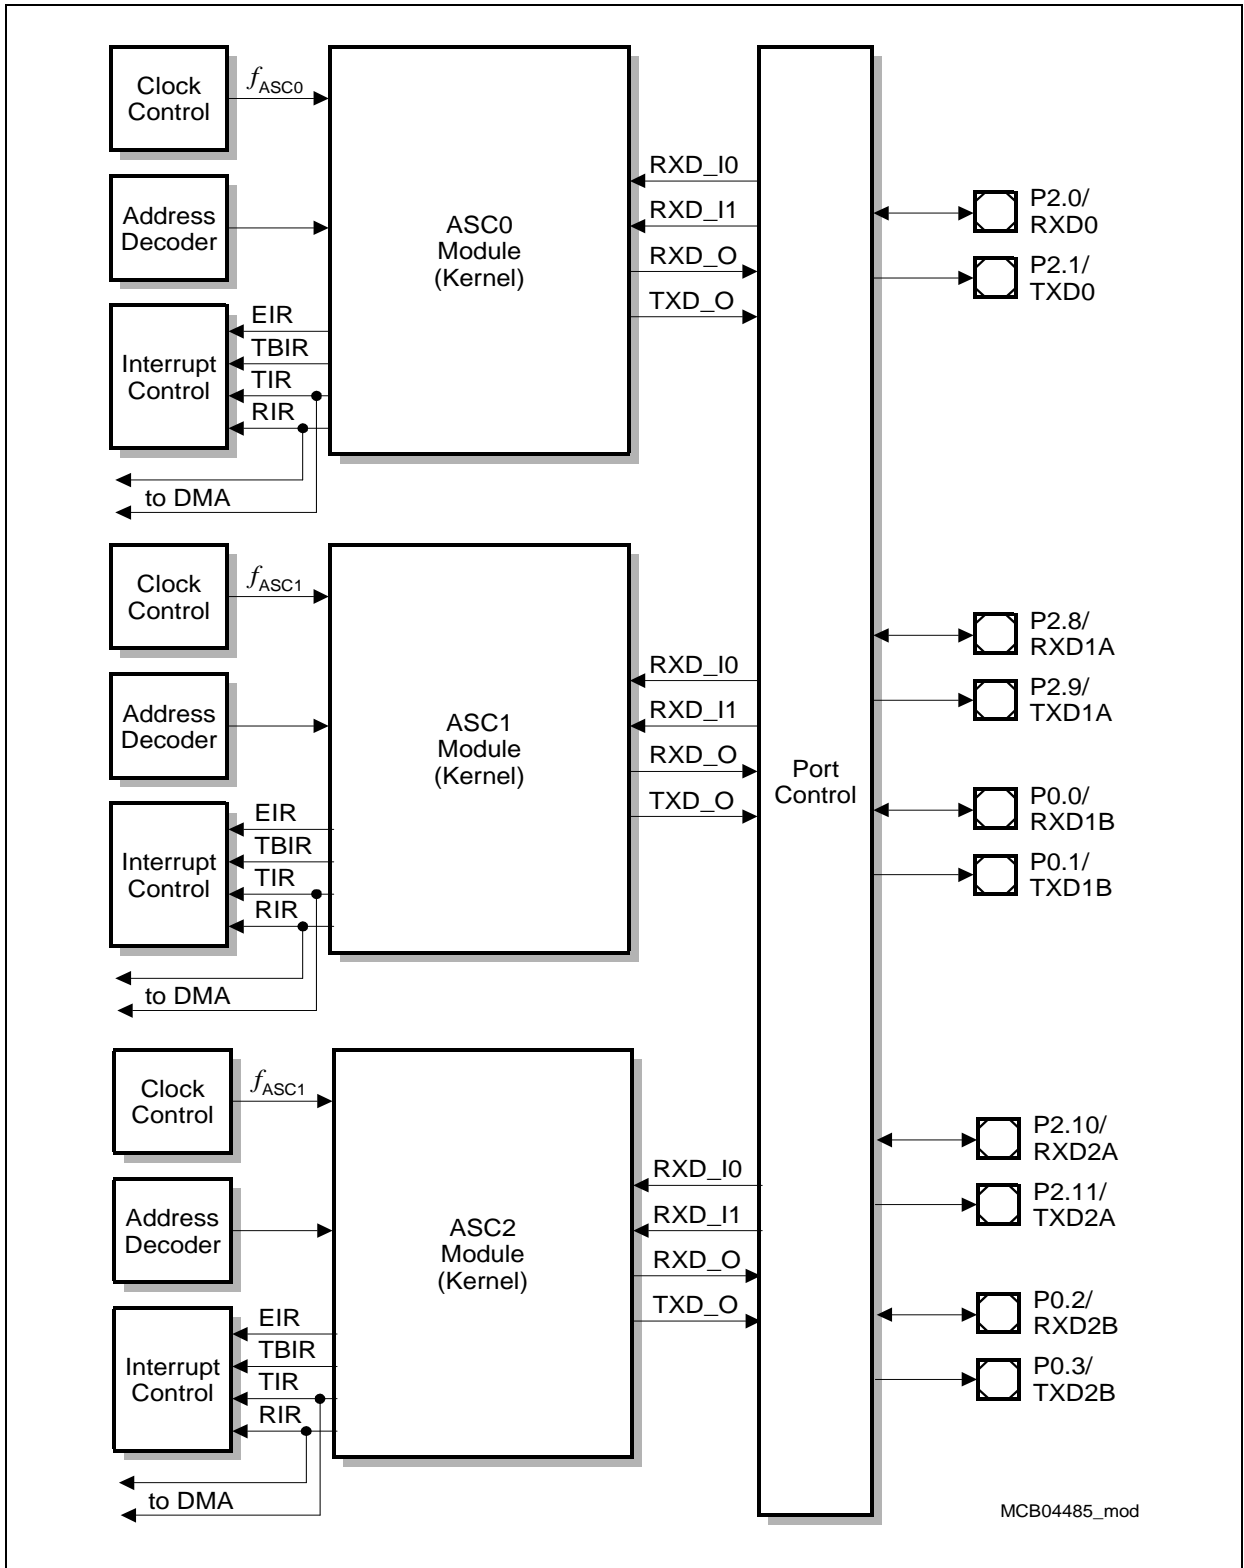 Clock
Control
fASC0
Address
Decoder
Interrupt
Control
EIR
TBIR
TIR
RIR
to DMA
ASC0
Module
(Kernel)
RXD_I0
RXD_I1
RXD_O
TXD_O
P2.0/
RXD0
P2.1/
TXD0
Clock
Control
fASC1
Address
Decoder
Interrupt
Control
EIR
TBIR
TIR
RIR
to DMA
ASC1
Module
(Kernel)
RXD_I0
RXD_I1
RXD_O
TXD_O
Port
Control
P2.8/
RXD1A
P2.9/
TXD1A
P0.0/
RXD1B
P0.1/
TXD1B
Clock
Control
fASC1
Address
Decoder
Interrupt
Control
EIR
TBIR
TIR
RIR
to DMA
ASC2
Module
(Kernel)
RXD_I0
RXD_I1
RXD_O
TXD_O
P2.10/
RXD2A
P2.11/
TXD2A
P0.2/
RXD2B
P0.3/
TXD2B
MCB04485_mod